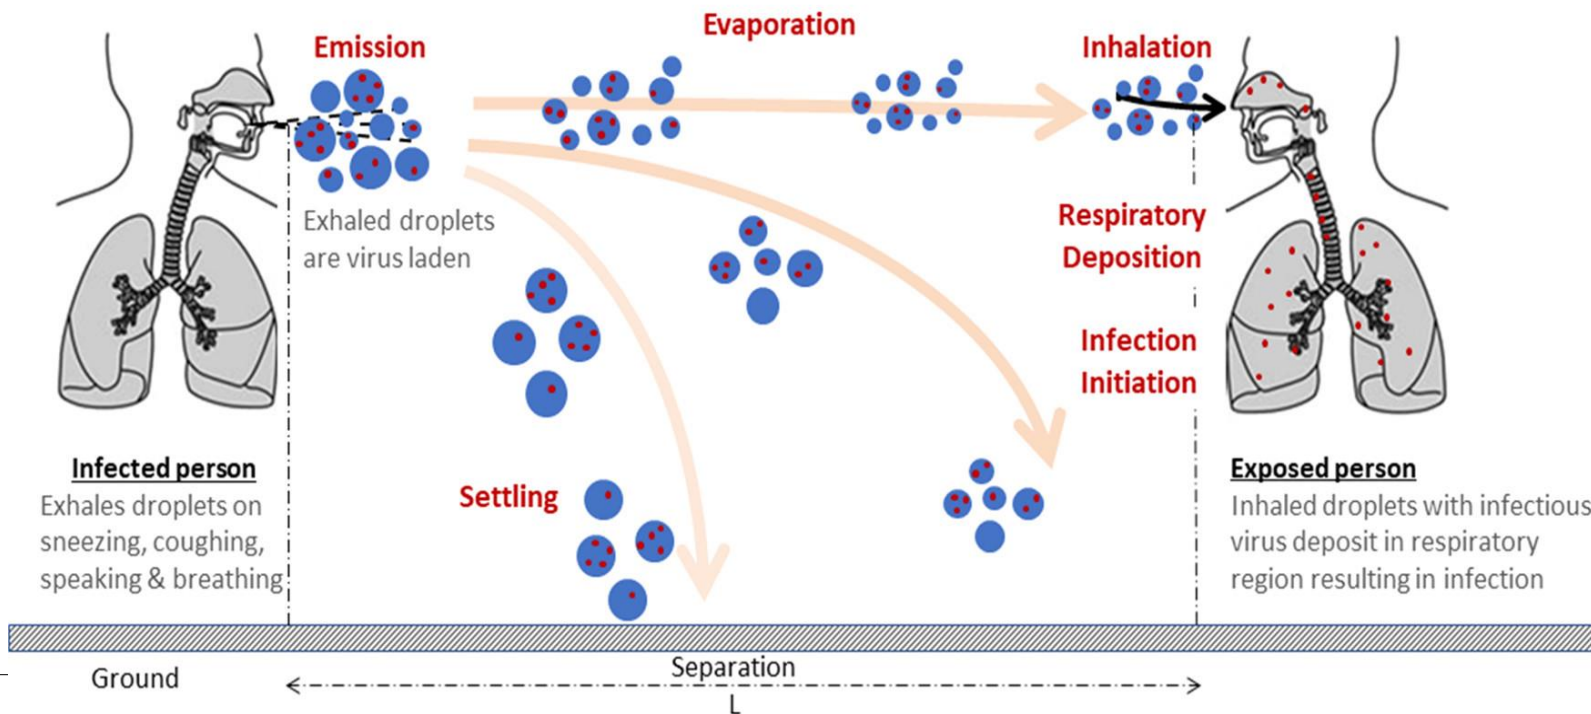 Emission
Evaporation
Inhalation
Exhaled droplets
are virus laden
Respiratory
Deposition
Infection
Initiation
Settling
Infected person
Exhales droplets on
sneezing, coughing,
speaking & breathing
Exposed person
Inhaled droplets with infectious
virus deposit in respiratory
region resulting in infection
Ground
Separation
L